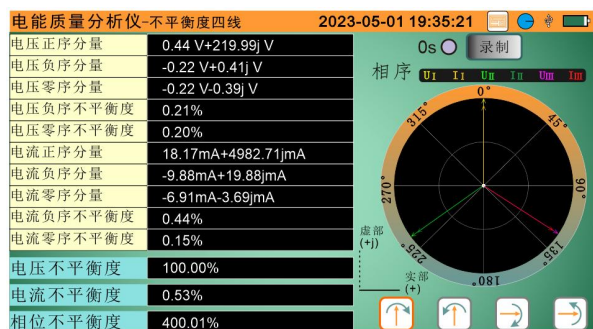 电能质量分析仪-不平衡度四线 2023-05-01 19:35:21
电压正序分量 0.44 V+219.99j V
电压负序分量 -0.22 V+0.41j V
电压零序分量 -0.22 V-0.39j V
电压负序不平衡度 0.21%
电压零序不平衡度 0.20%
电流正序分量 18.17mA+4982.71jmA
电流负序分量 -9.88mA+19.88jmA
电流零序分量 -6.91mA-3.69jmA
电流负序不平衡度 0.44%
电流零序不平衡度 0.15%
电压不平衡度 100.00%
电流不平衡度 0.53%
相位不平衡度 400.01%
0s 录制
相序 UI II UII III UIII IIII
0°
45°
90°
135°
180°
225°
270°
315°
虚部
(+j)
实部
(+)